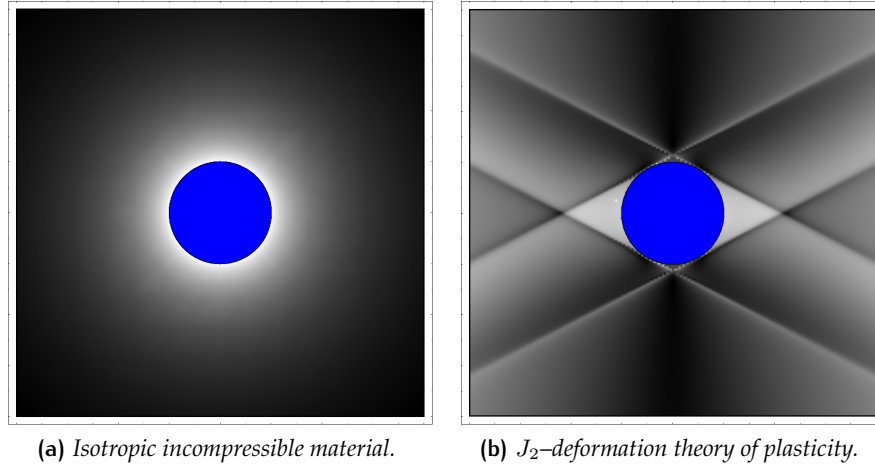 (a) Isotropic incompressible material.
(b) J₂–deformation theory of plasticity.